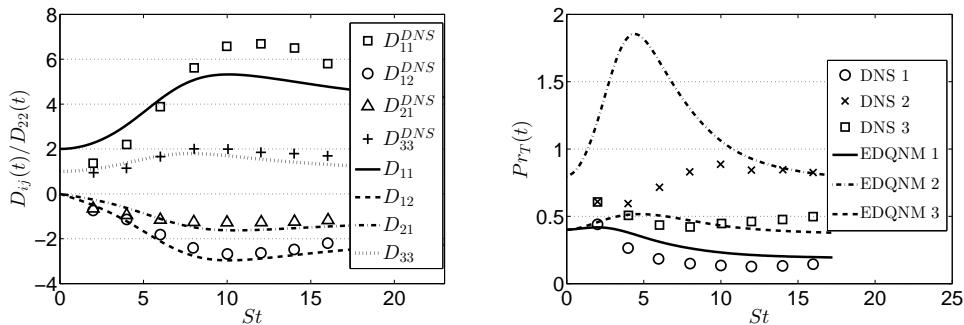 8
6
4
2
0
−2
−4
0
5
10
15
20
St
D_{ij}(t)/D_{22}(t)
D_{11}^{DNS}
D_{12}^{DNS}
D_{21}^{DNS}
D_{33}^{DNS}
D_{11}
D_{12}
D_{21}
D_{33}
2
1.5
1
0.5
0
0
5
10
15
20
25
St
Pr_T(t)
DNS 1
DNS 2
DNS 3
EDQNM 1
EDQNM 2
EDQNM 3